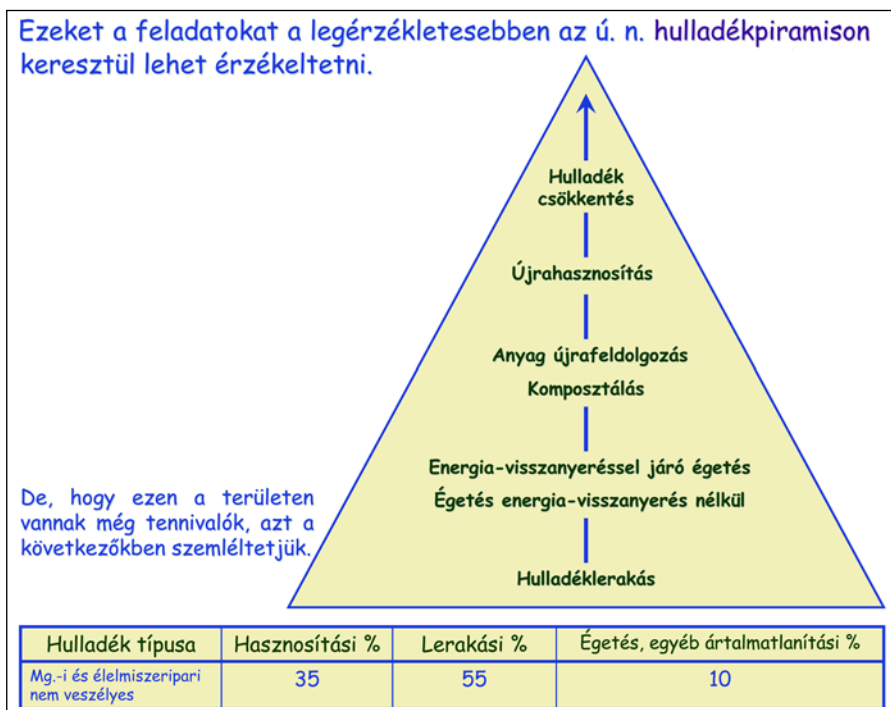 Ezeket a feladatokat a legérzékletesebben az ú. n. hulladékpiramison
keresztül lehet érzékeltetni.
Hulladék
csökkentés
Újrahasznosítás
Anyag újrafeldolgozás
Komposztálás
Energia-visszanyeréssel járó égetés
Égetés energia-visszanyerés nélkül
Hulladéklerakás
De, hogy ezen a területen
vannak még tennivalók, azt a
következőkben szemléltetjük.
Hulladék típusa Hasznosítási % Lerakási % Égetés, egyéb ártalmatlanítási %
Mg.-i és élelmiszeripari
nem veszélyes 35 55 10